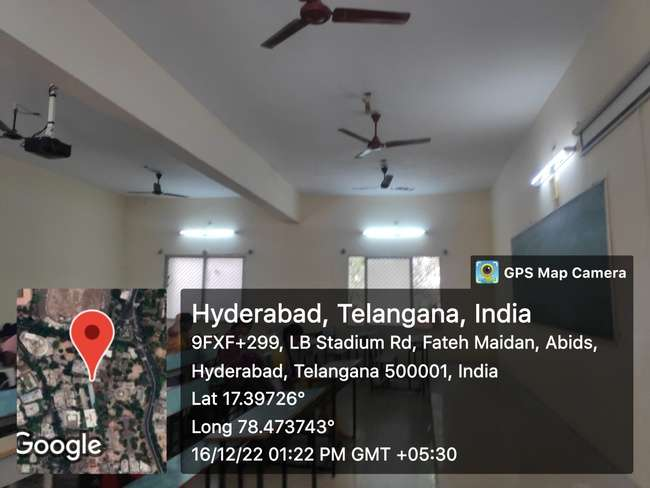 GPS Map Camera
Hyderabad, Telangana, India
9FXF+299, LB Stadium Rd, Fateh Maidan, Abids,
Hyderabad, Telangana 500001, India
Lat 17.39726°
Long 78.473743°
16/12/22 01:22 PM GMT +05:30
Google